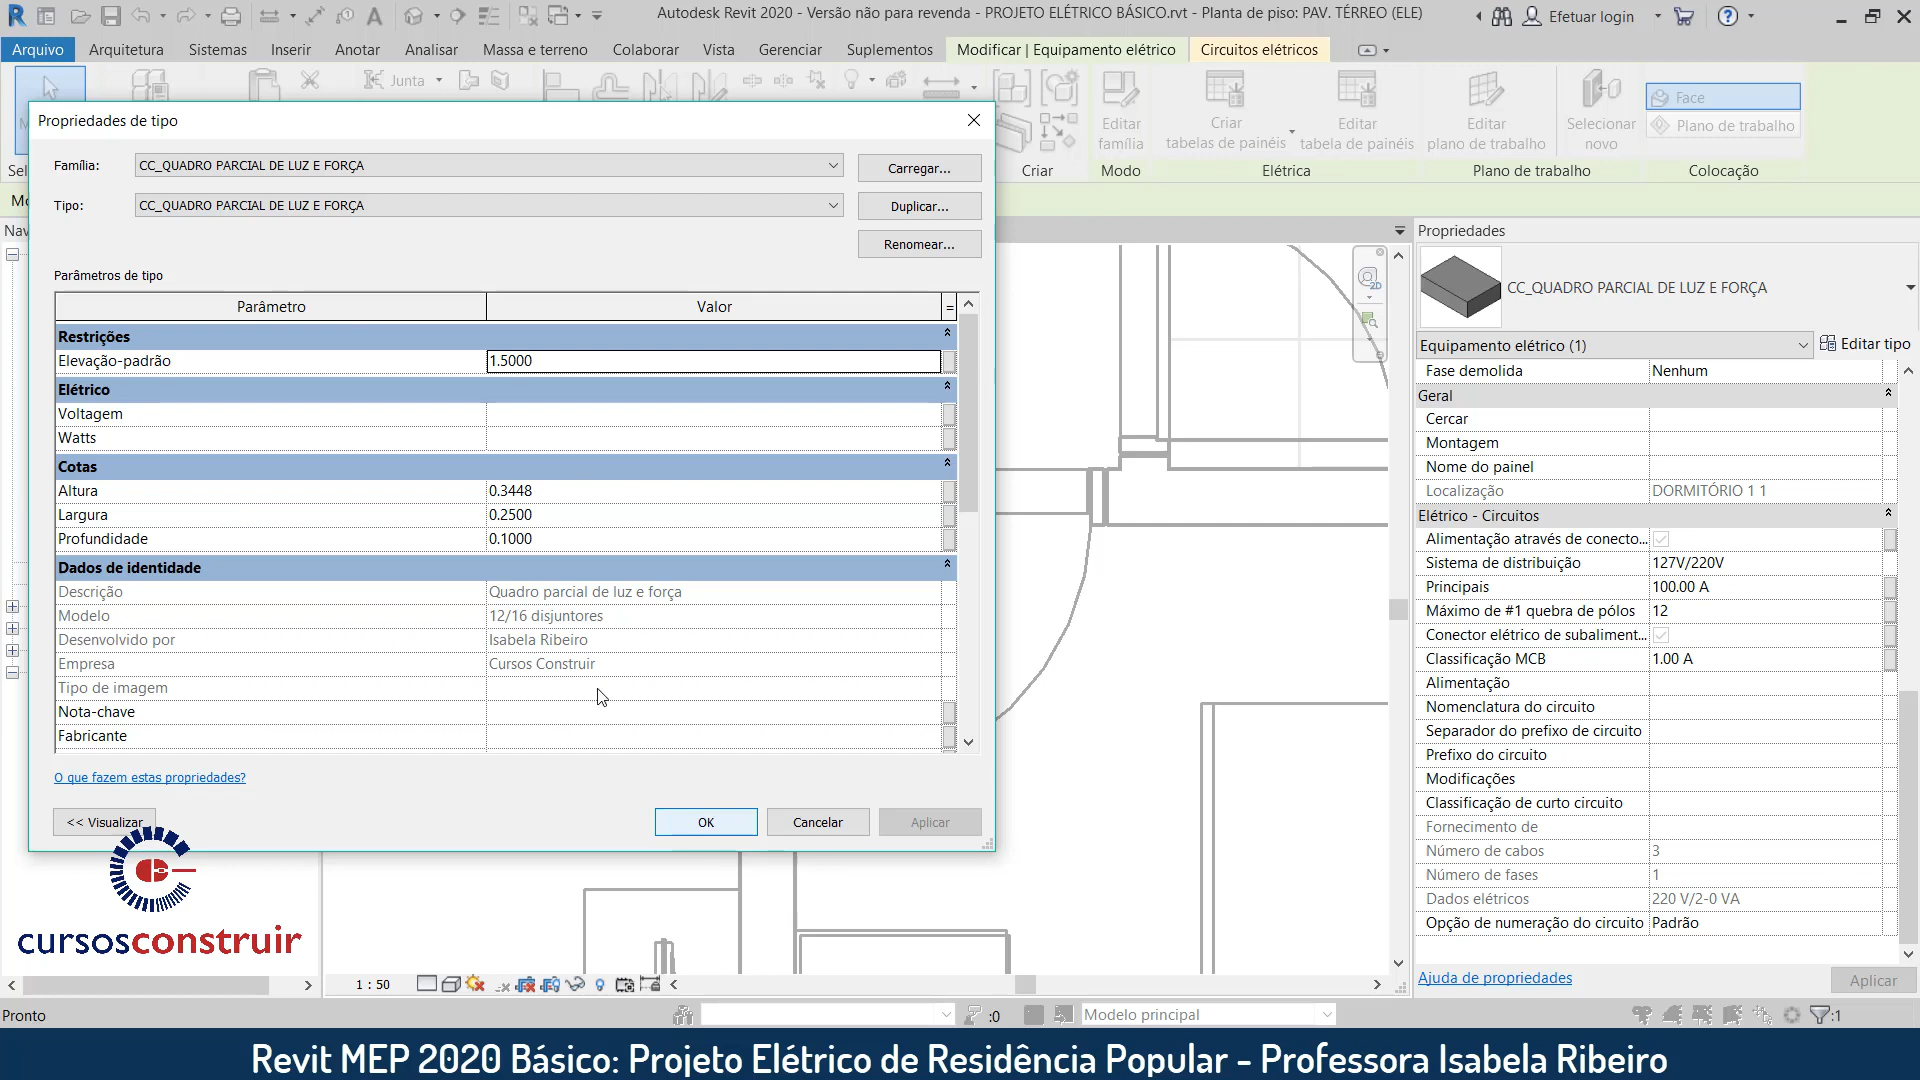 Autodesk Revit 2020 - Versão não para revenda - PROJETO ELÉTRICO BÁSICO.rvt - Planta de piso: PAV. TÉRREO (ELE)
Efetuar login
Arquivo Arquitetura Sistemas Inserir Anotar Analisar Massa e terreno Colaborar Vista Gerenciar Suplementos Modificar | Equipamento elétrico Circuitos elétricos
Junta
Editar família
Criar tabelas de painéis
Editar tabela de painéis
Editar plano de trabalho
Selecionar novo
Face
Plano de trabalho
Criar Modo Elétrica Plano de trabalho Colocação
Propriedades de tipo
Família: CC_QUADRO PARCIAL DE LUZ E FORÇA Carregar...
Tipo: CC_QUADRO PARCIAL DE LUZ E FORÇA Duplicar...
Renomear...
Parâmetros de tipo
Parâmetro Valor =
Restrições
Elevação-padrão 1.5000
Elétrico
Voltagem
Watts
Cotas
Altura 0.3448
Largura 0.2500
Profundidade 0.1000
Dados de identidade
Descrição Quadro parcial de luz e força
Modelo 12/16 disjuntores
Desenvolvido por Isabela Ribeiro
Empresa Cursos Construir
Tipo de imagem
Nota-chave
Fabricante
O que fazem estas propriedades?
<< Visualizar OK Cancelar Aplicar
cursosconstruir
Propriedades
CC_QUADRO PARCIAL DE LUZ E FORÇA
Equipamento elétrico (1) Editar tipo
Fase demolida Nenhum
Geral
Cercar
Montagem
Nome do painel
Localização DORMITÓRIO 1 1
Elétrico - Circuitos
Alimentação através de conecto...
Sistema de distribuição 127V/220V
Principais 100.00 A
Máximo de #1 quebra de pólos 12
Conector elétrico de subaliment...
Classificação MCB 1.00 A
Alimentação
Nomenclatura do circuito
Separador do prefixo de circuito
Prefixo do circuito
Modificações
Classificação de curto circuito
Fornecimento de
Número de cabos 3
Número de fases 1
Dados elétricos 220 V/2-0 VA
Opção de numeração do circuito Padrão
Ajuda de propriedades Aplicar
1 : 50
Pronto :0 Modelo principal :1
Revit MEP 2020 Básico: Projeto Elétrico de Residência Popular - Professora Isabela Ribeiro